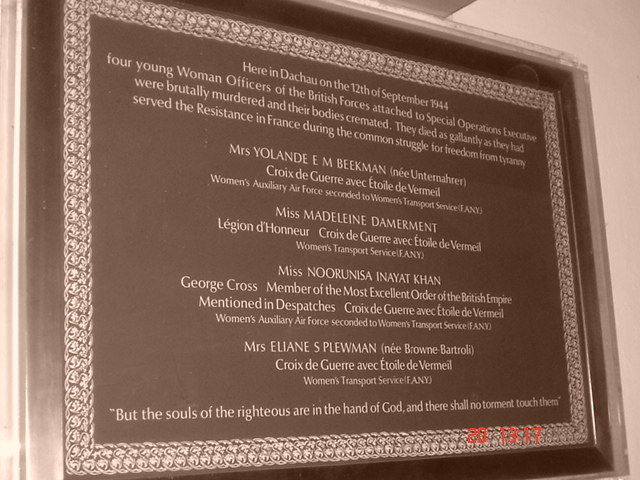 Here in Dachau on the 12th of September 1944
four young Woman Officers of the British Forces attached to Special Operations Executive
were brutally murdered and their bodies cremated. They died as gallantly as they had
served the Resistance in France during the common struggle for freedom from tyranny
Mrs YOLANDE E M BEEKMAN (née Unternahrer)
Croix de Guerre avec Étoile de Vermeil
Women's Auxiliary Air Force seconded to Women's Transport Service (F.A.N.Y.)
Miss MADELEINE DAMERMENT
Légion d'Honneur Croix de Guerre avec Étoile de Vermeil
Women's Transport Service (F.A.N.Y.)
Miss NOORUNISA INAYAT KHAN
George Cross Member of the Most Excellent Order of the British Empire
Mentioned in Despatches Croix de Guerre avec Étoile de Vermeil
Women's Auxiliary Air Force seconded to Women's Transport Service (F.A.N.Y.)
Mrs ELIANE S PLEWMAN (née Browne-Bartroli)
Croix de Guerre avec Étoile de Vermeil
Women's Transport Service (F.A.N.Y.)
"But the souls of the righteous are in the hand of God, and there shall no torment touch them"
20 13:17